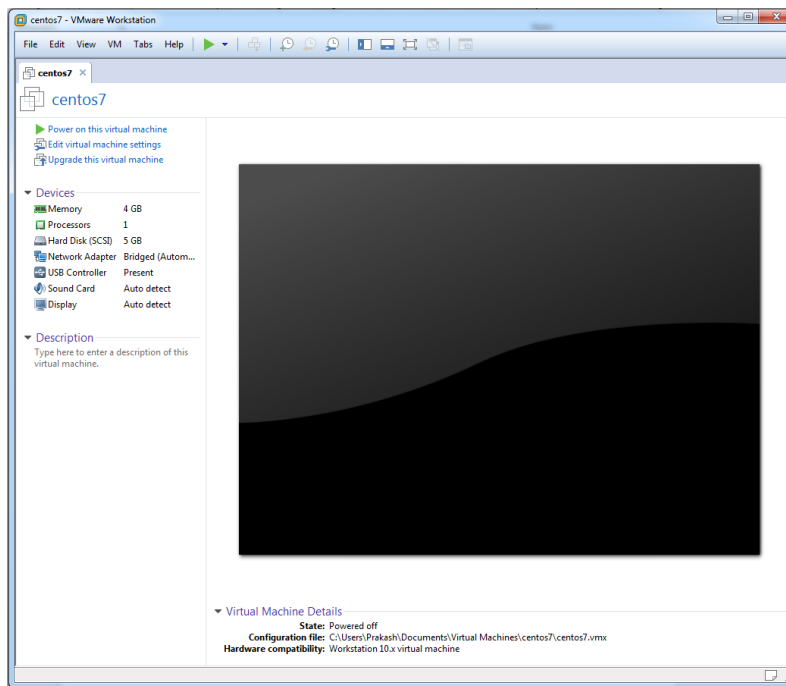 centos7 - VMware Workstation
File Edit View VM Tabs Help
centos7
centos7
Power on this virtual machine
Edit virtual machine settings
Upgrade this virtual machine
Devices
Memory 4 GB
Processors 1
Hard Disk (SCSI) 5 GB
Network Adapter Bridged (Autom...
USB Controller Present
Sound Card Auto detect
Display Auto detect
Description
Type here to enter a description of this
virtual machine.
Virtual Machine Details
State: Powered off
Configuration file: C:\Users\Prakash\Documents\Virtual Machines\centos7\centos7.vmx
Hardware compatibility: Workstation 10.x virtual machine